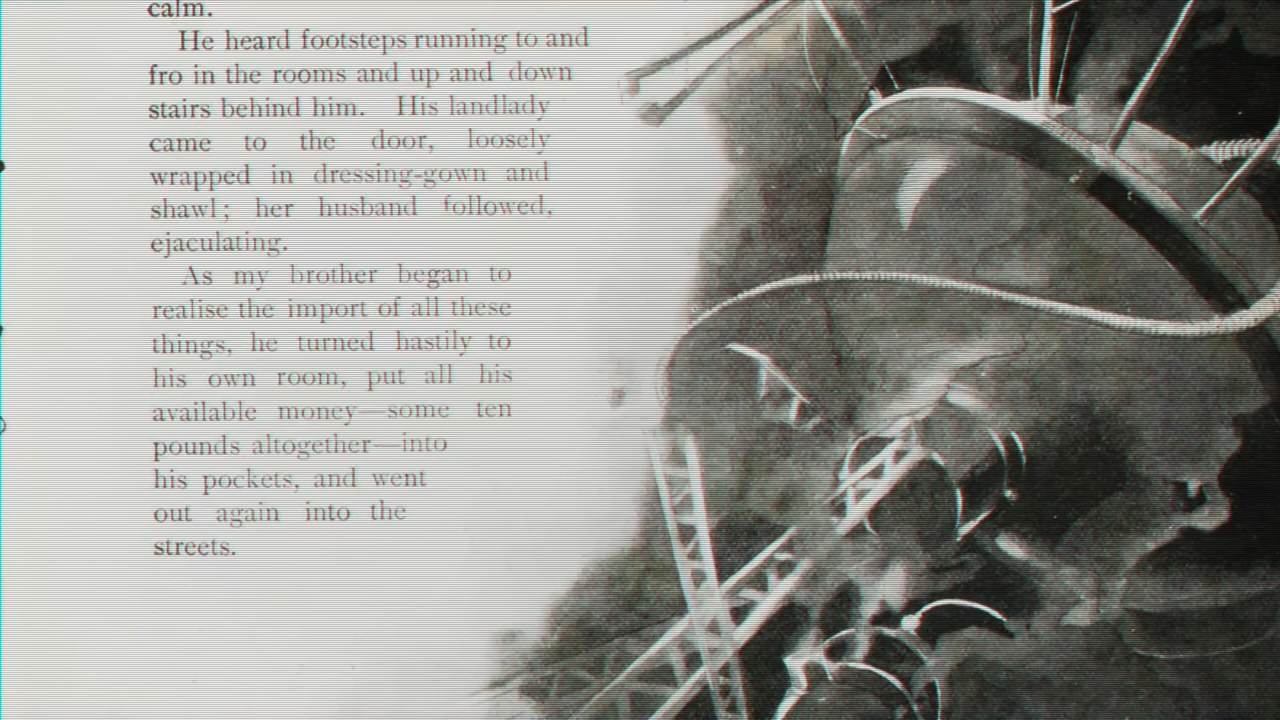 calm.
He heard footsteps running to and
fro in the rooms and up and down
stairs behind him. His landlady
came to the door, loosely
wrapped in dressing-gown and
shawl; her husband followed,
ejaculating.
As my brother began to
realise the import of all these
things, he turned hastily to
his own room, put all his
available money—some ten
pounds altogether—into
his pockets, and went
out again into the
streets.